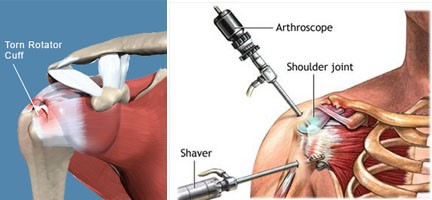 Torn Rotator
Cuff
Arthroscope
Shoulder joint
Shaver